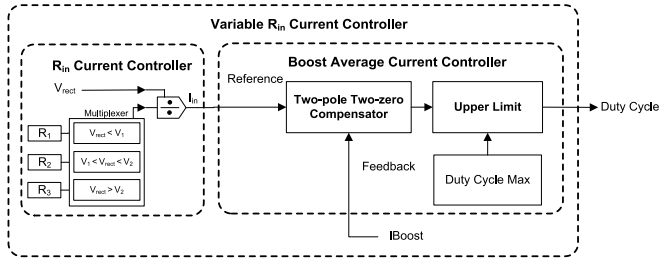 Variable Rin Current Controller
Rin Current Controller
Boost Average Current Controller
Vrect
Iin
Reference
Multiplexer
R1
Vrect < V1
R2
V1 < Vrect < V2
R3
Vrect > V2
÷
Two-pole Two-zero
Compensator
Upper Limit
Duty Cycle
Feedback
Duty Cycle Max
IBoost